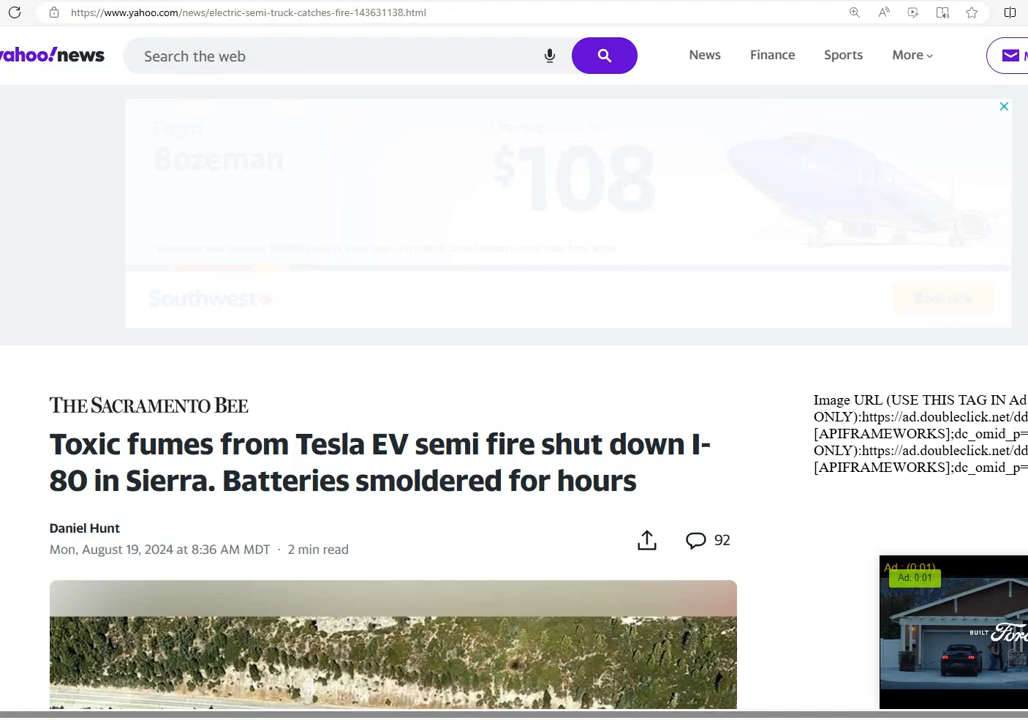 https://www.yahoo.com/news/electric-semi-truck-catches-fire-143631138.html
yahoo!news
Search the web
News
Finance
Sports
More
From
Bozeman
$108
Southwest
Book now
THE SACRAMENTO BEE
Toxic fumes from Tesla EV semi fire shut down I-
80 in Sierra. Batteries smoldered for hours
Daniel Hunt
Mon, August 19, 2024 at 8:36 AM MDT · 2 min read
92
Image URL (USE THIS TAG IN Ad
ONLY):https://ad.doubleclick.net/dd
[APIFRAMEWORKS];dc_omid_p=
ONLY):https://ad.doubleclick.net/dd
[APIFRAMEWORKS];dc_omid_p=
Ad : (0:01)
Ad: 0:01
BUILT Ford